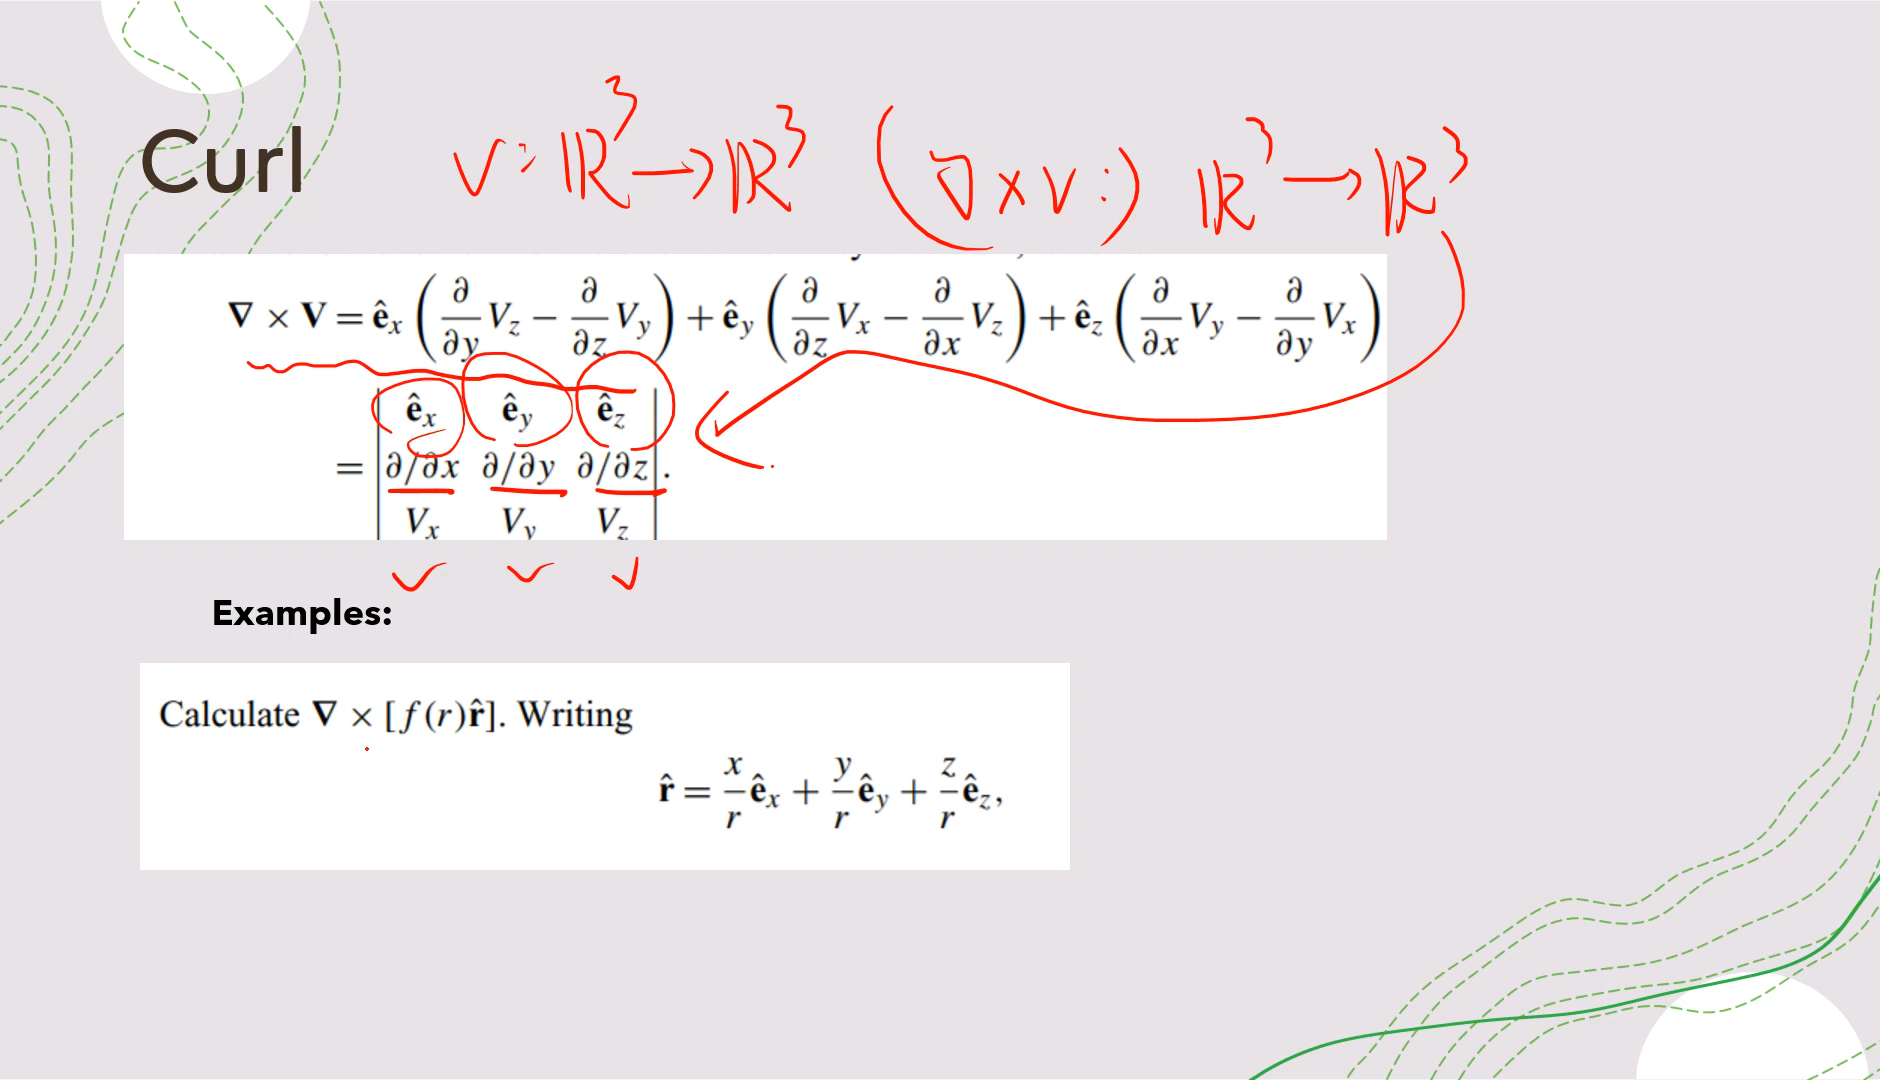 Curl
V: ℝ³ → ℝ³ (∇ × V:) ℝ³ → ℝ³
∇ × V = ê_x (∂/∂y V_z − ∂/∂z V_y) + ê_y (∂/∂z V_x − ∂/∂x V_z) + ê_z (∂/∂x V_y − ∂/∂y V_x)
ê_x ê_y ê_z
= | ∂/∂x ∂/∂y ∂/∂z | .
V_x V_y V_z
Examples:
Calculate ∇ × [f(r)r̂]. Writing
r̂ = x/r ê_x + y/r ê_y + z/r ê_z,